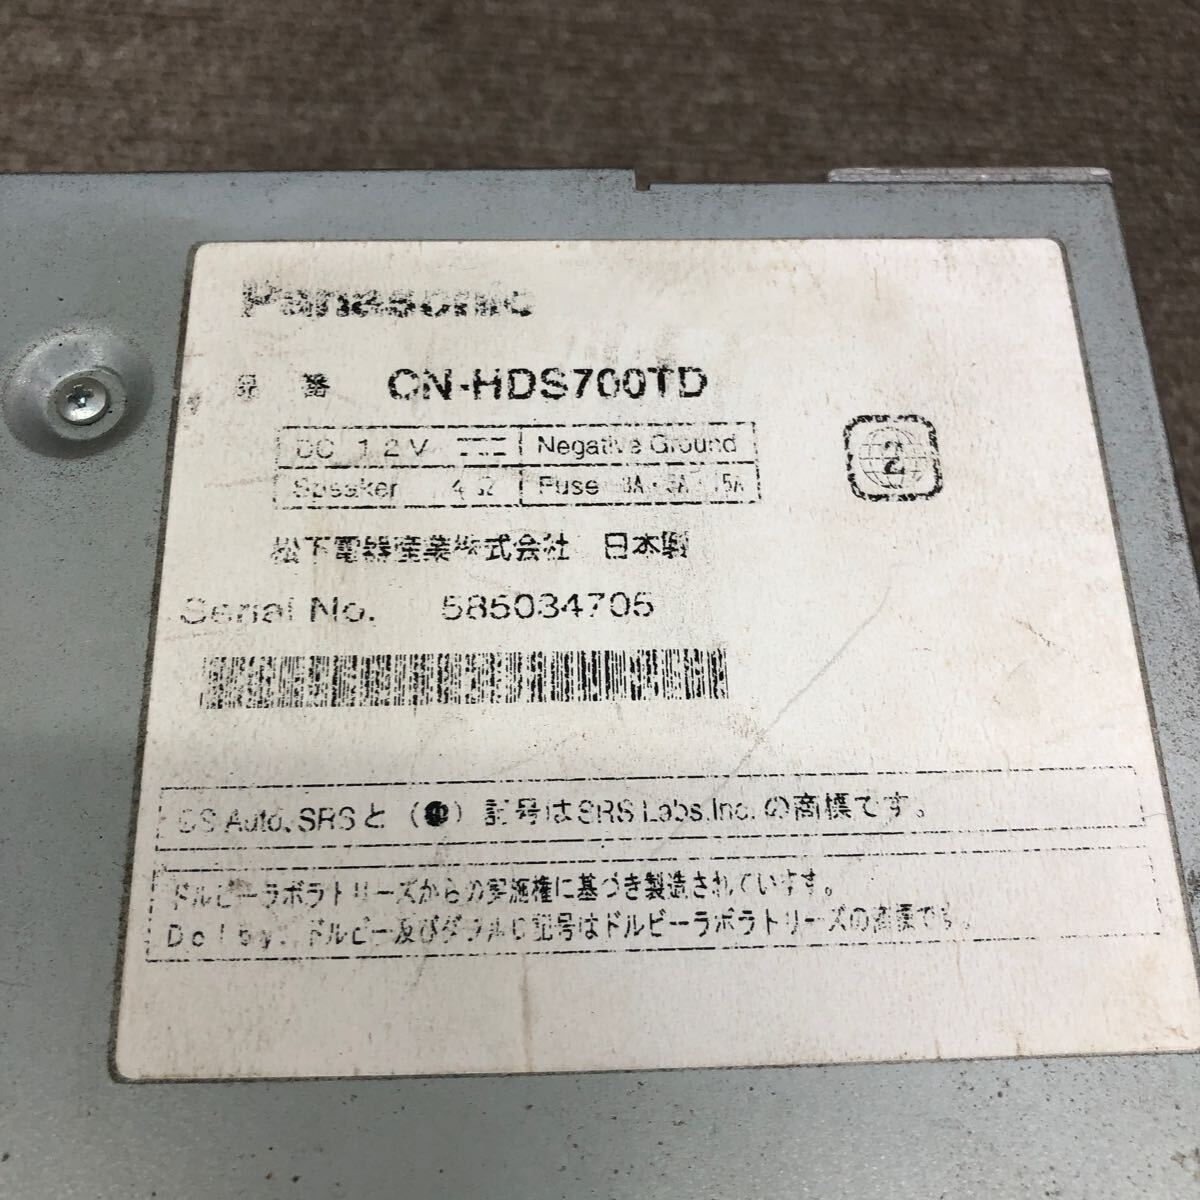 Panasonic
品 番 CN-HDS700TD
DC 12V Negative Ground
Speaker 4Ω Fuse 3A・5A・15A
2
松下電器産業株式会社 日本製
Serial No. 585034705
CS Auto, SRSと (●) 記号はSRS Labs,Inc.の商標です。
ドルビーラボラトリーズからの実施権に基づき製造されています。
Dolby、ドルビー及びダブルD記号はドルビーラボラトリーズの商標です。